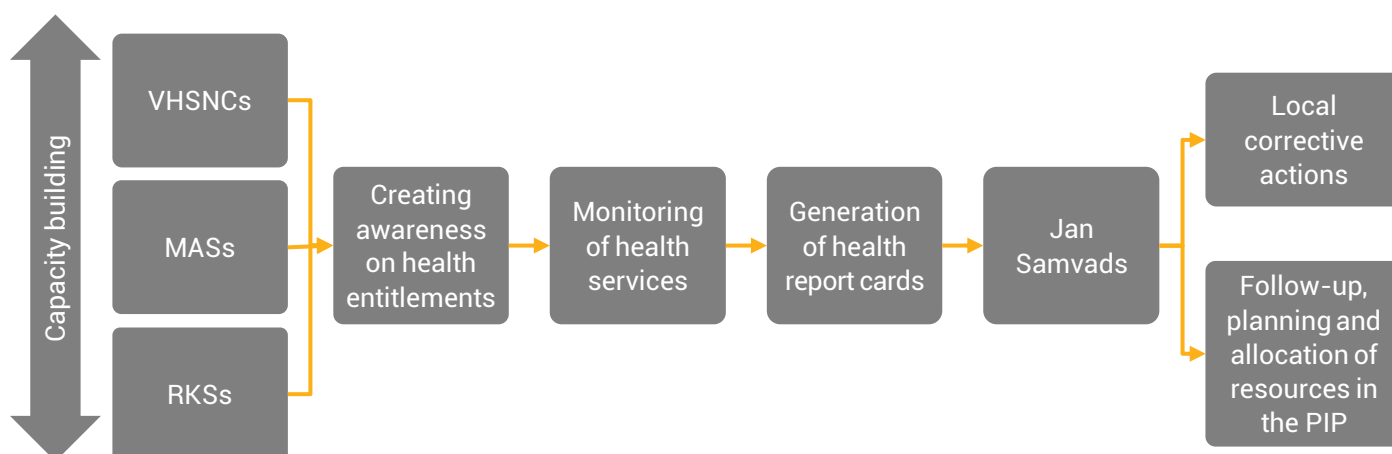 Capacity building
VHSNCs
MASs
RKSs
Creating
awareness
on health
entitlements
Monitoring
of health
services
Generation
of health
report cards
Jan
Samvads
Local
corrective
actions
Follow-up,
planning and
allocation of
resources in
the PIP